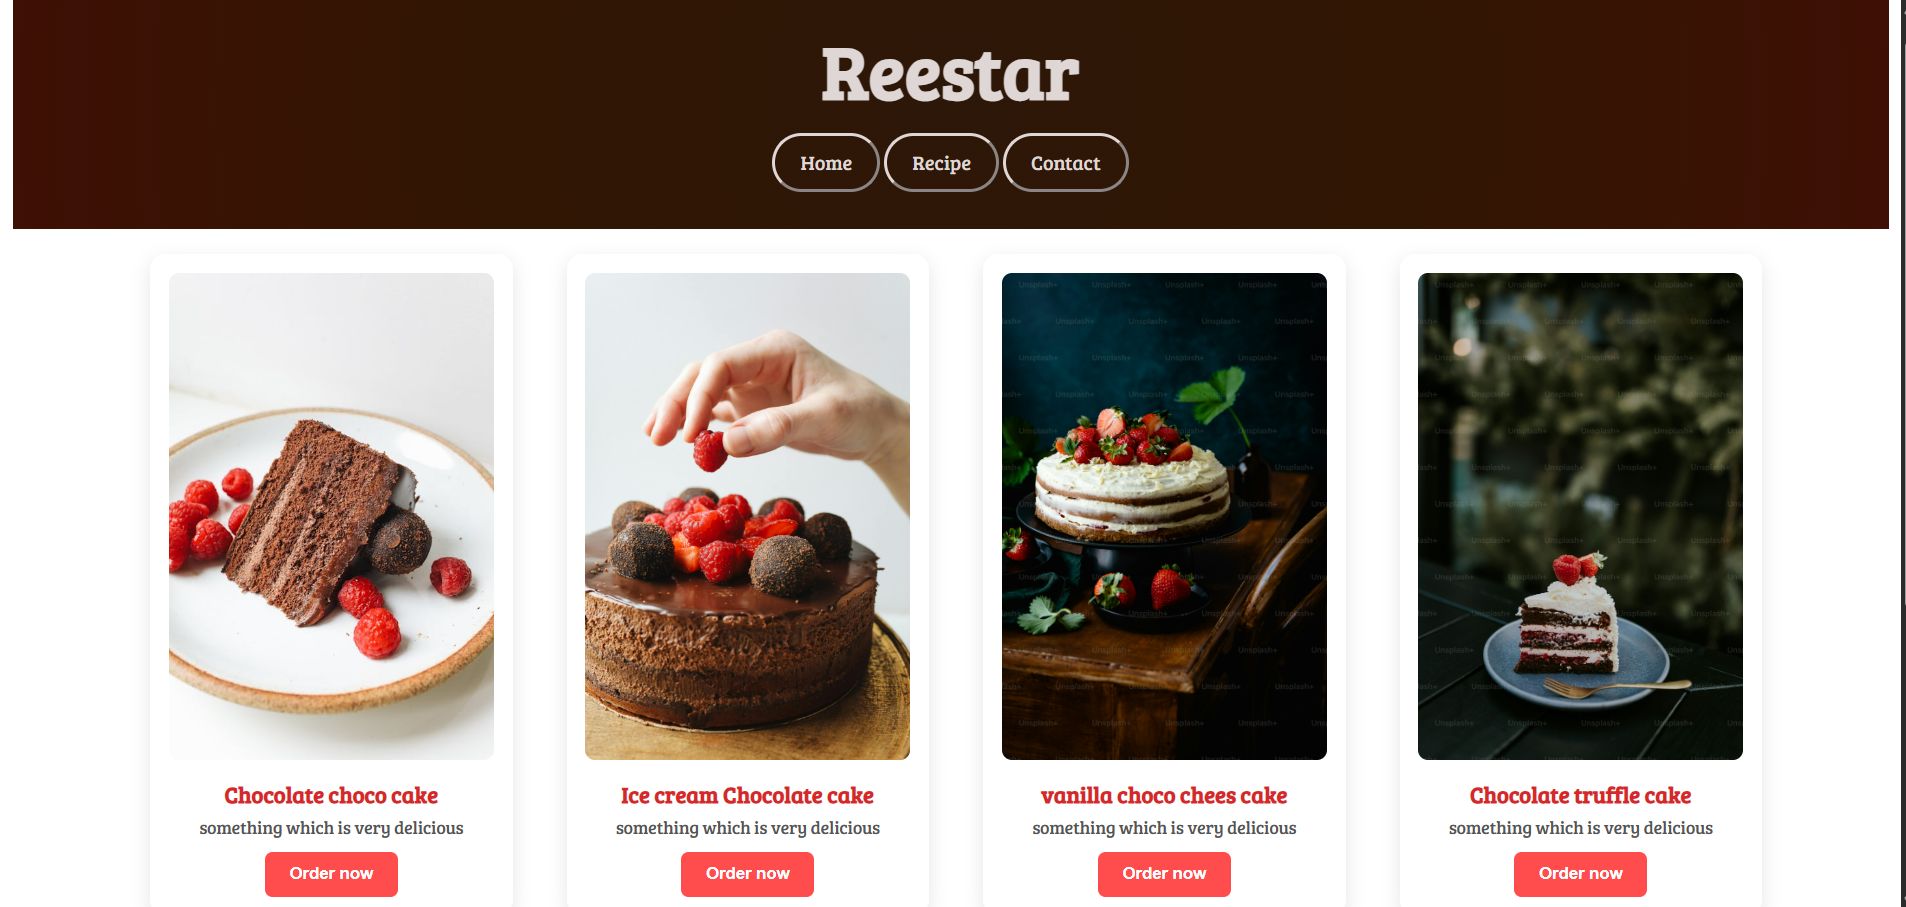 Reestar
Home Recipe Contact
Unsplash+
Chocolate choco cake
something which is very delicious
Order now
Ice cream Chocolate cake
something which is very delicious
Order now
vanilla choco chees cake
something which is very delicious
Order now
Chocolate truffle cake
something which is very delicious
Order now